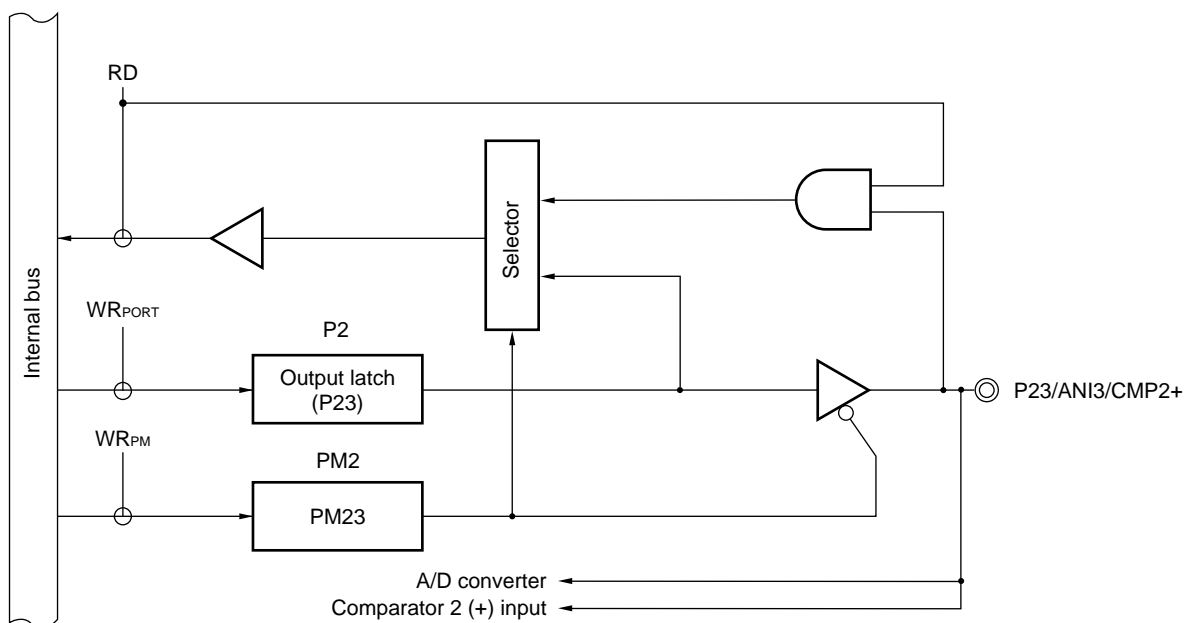 RD
Internal bus
Selector
WRPORT
P2
Output latch
(P23)
P23/ANI3/CMP2+
WRPM
PM2
PM23
A/D converter
Comparator 2 (+) input